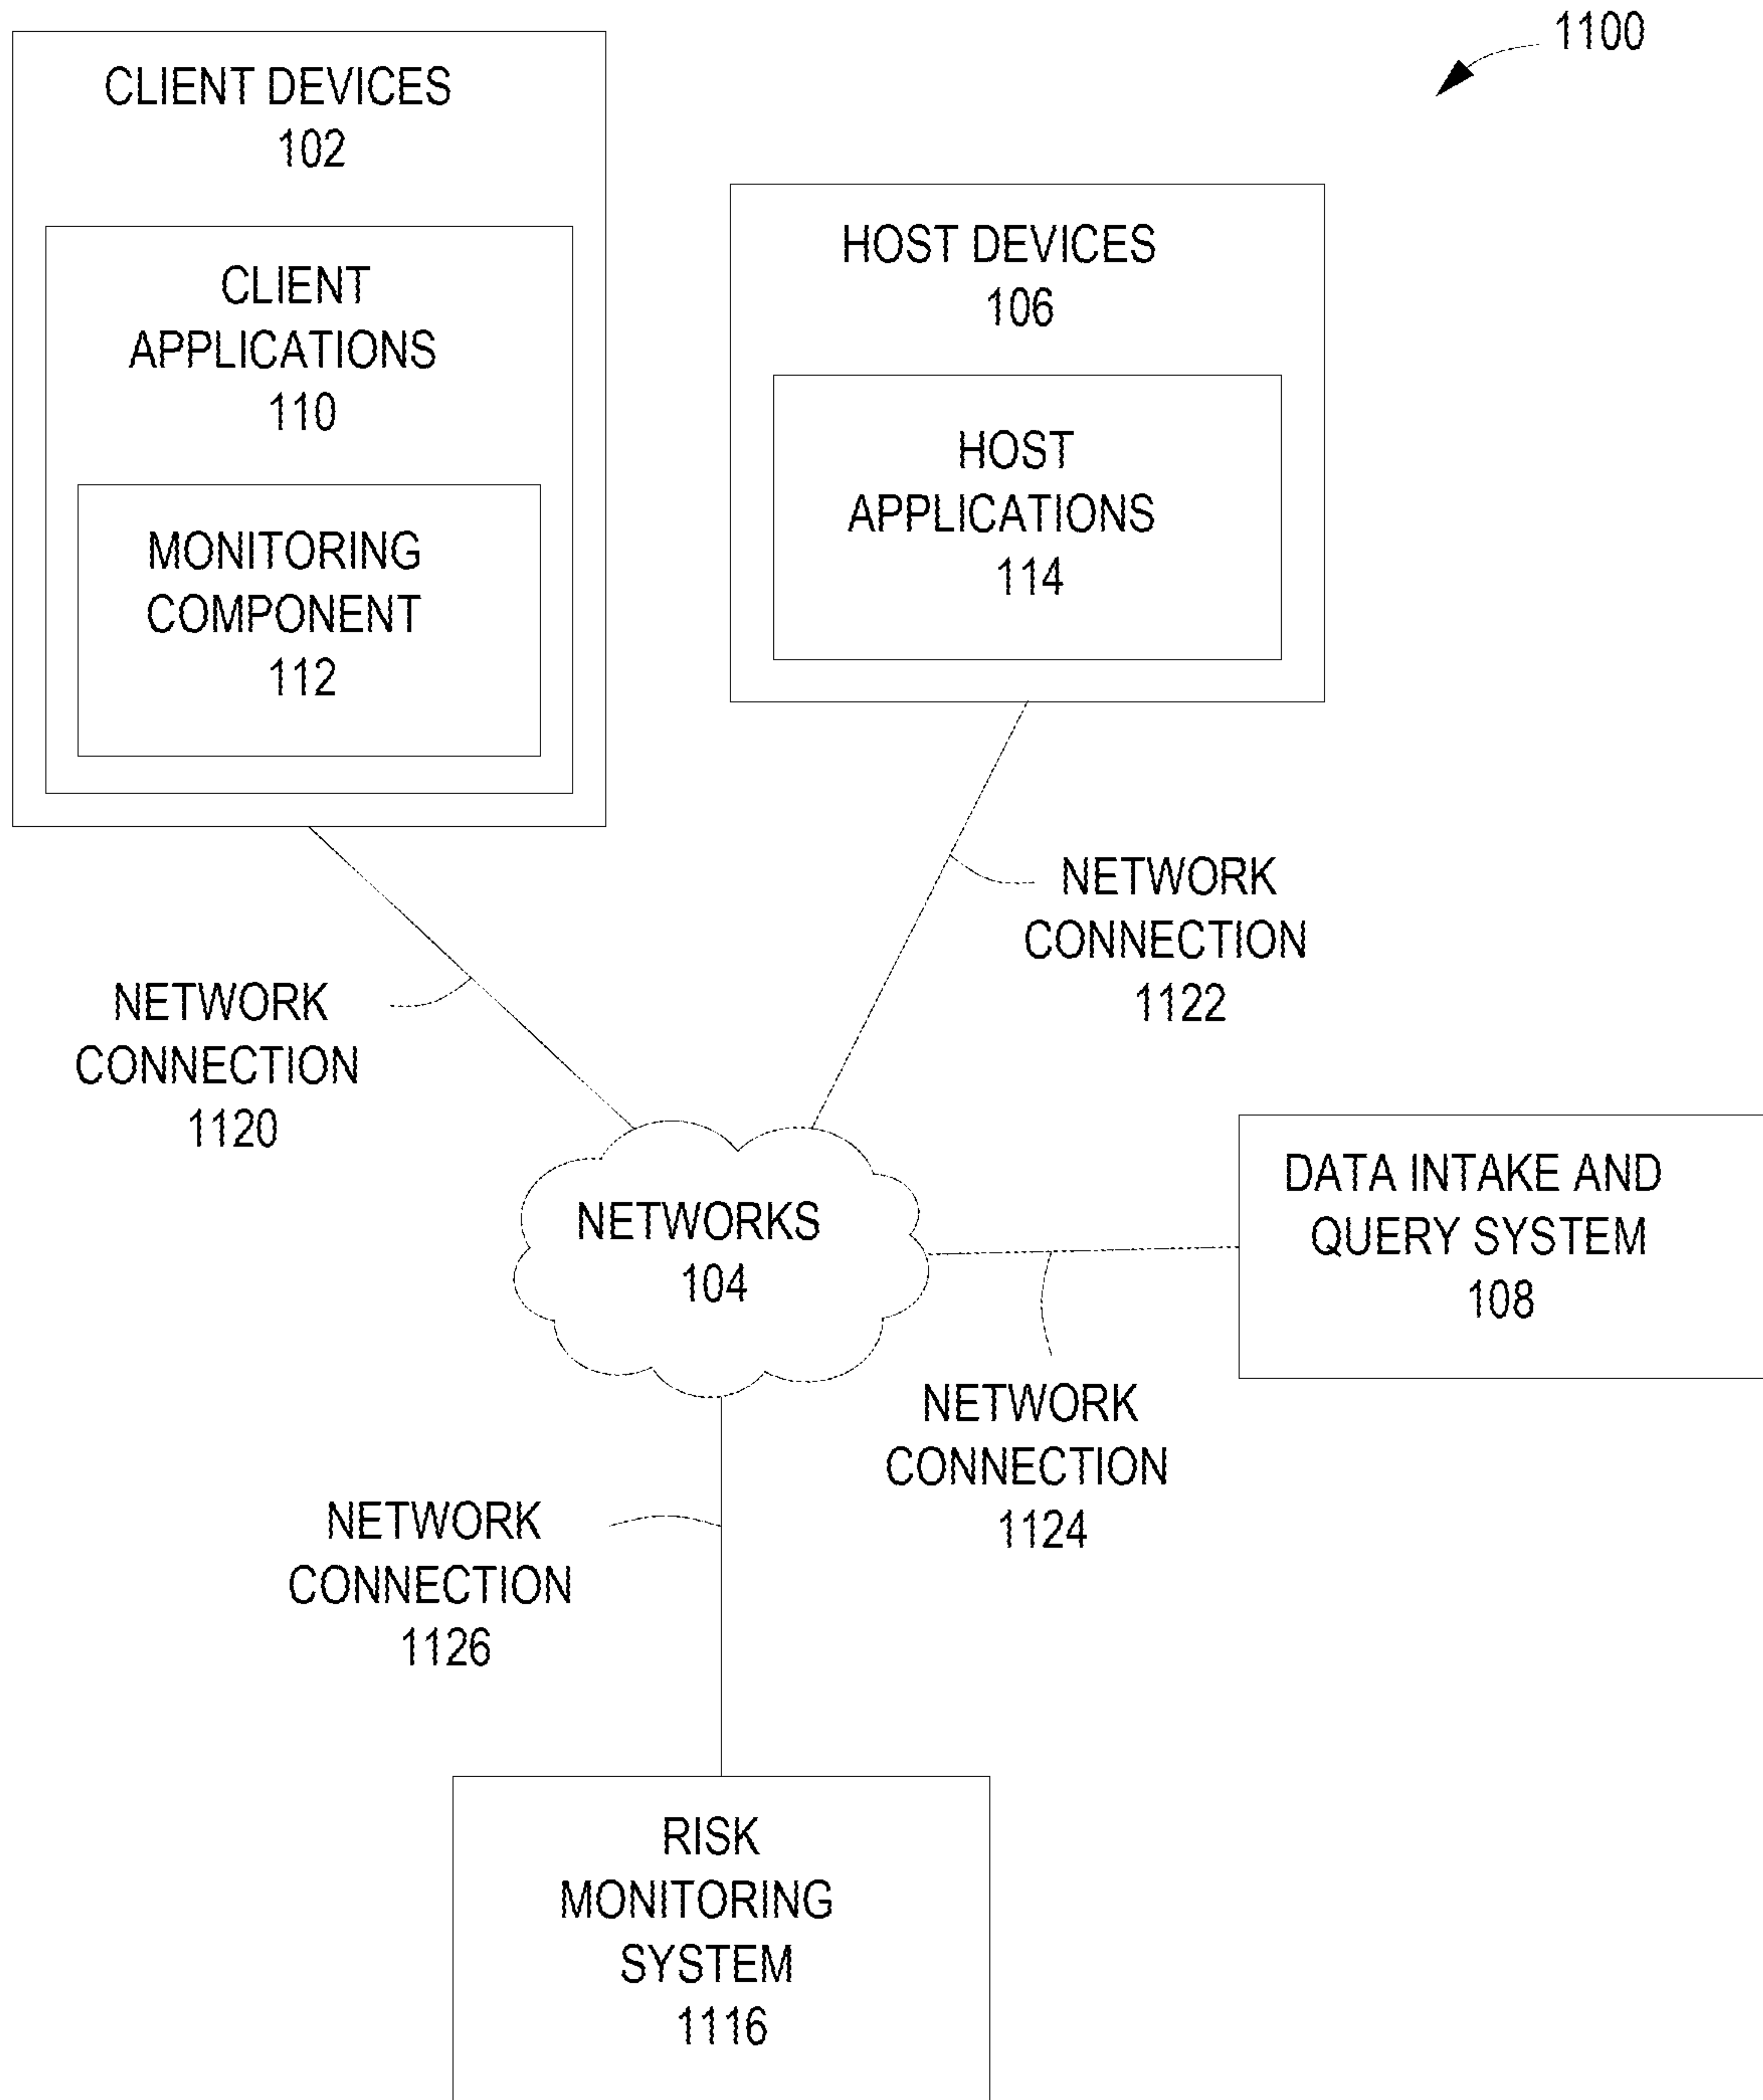 1100
CLIENT DEVICES
102
CLIENT
APPLICATIONS
110
MONITORING
COMPONENT
112
HOST DEVICES
106
HOST
APPLICATIONS
114
NETWORK
CONNECTION
1120
NETWORK
CONNECTION
1122
NETWORKS
104
DATA INTAKE AND
QUERY SYSTEM
108
NETWORK
CONNECTION
1124
NETWORK
CONNECTION
1126
RISK
MONITORING
SYSTEM
1116